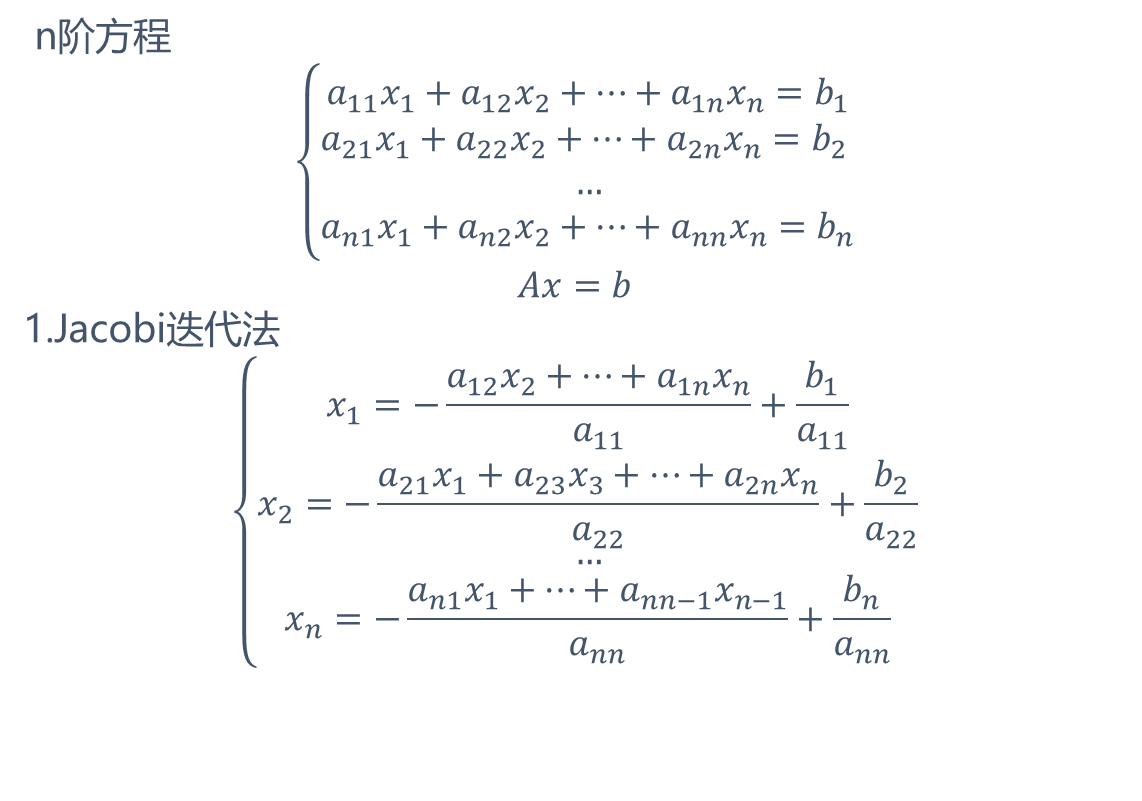 n阶方程
a₁₁x₁ + a₁₂x₂ + ⋯ + a₁ₙxₙ = b₁
a₂₁x₁ + a₂₂x₂ + ⋯ + a₂ₙxₙ = b₂
...
aₙ₁x₁ + aₙ₂x₂ + ⋯ + aₙₙxₙ = bₙ
Ax = b
1.Jacobi迭代法
x₁ = −(a₁₂x₂ + ⋯ + a₁ₙxₙ)/a₁₁ + b₁/a₁₁
x₂ = −(a₂₁x₁ + a₂₃x₃ + ⋯ + a₂ₙxₙ)/a₂₂ + b₂/a₂₂
...
xₙ = −(aₙ₁x₁ + ⋯ + aₙₙ₋₁xₙ₋₁)/aₙₙ + bₙ/aₙₙ